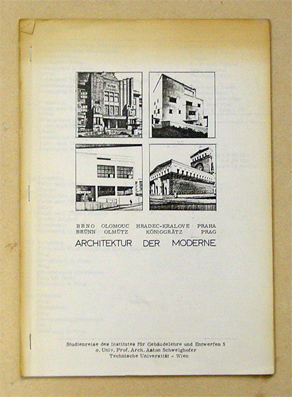 BRNO OLOMOUC HRADEC-KRALOVE PRAHA
BRÜNN OLMÜTZ KÖNIGGRÄTZ PRAG
ARCHITEKTUR DER MODERNE
Studienreise des Institutes für Gebäudelehre und Entwerfen 5
o. Univ. Prof. Arch. Anton Schweighofer
Technische Universität - Wien